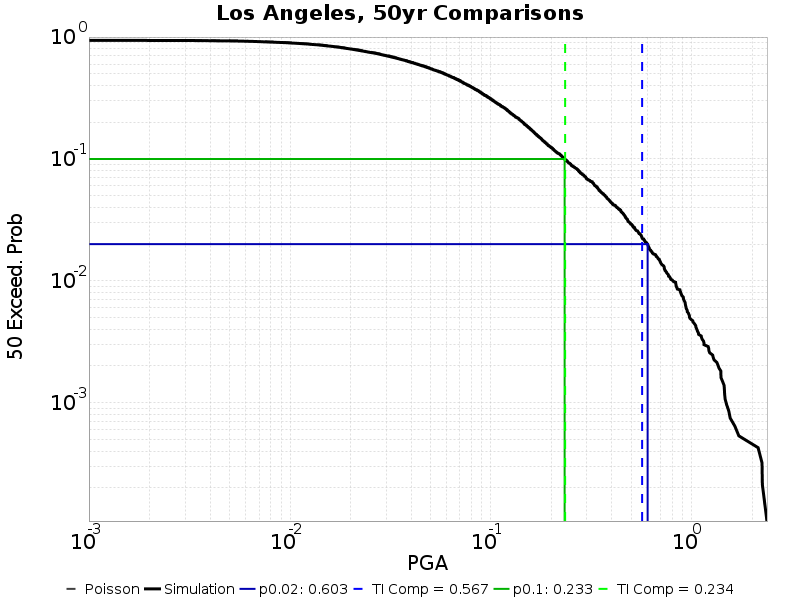 Los Angeles, 50yr Comparisons
50 Exceed. Prob
10^0
10^-1
10^-2
10^-3
10^-3 10^-2 10^-1 10^0
PGA
Poisson Simulation p0.02: 0.603 TI Comp = 0.567 p0.1: 0.233 TI Comp = 0.234